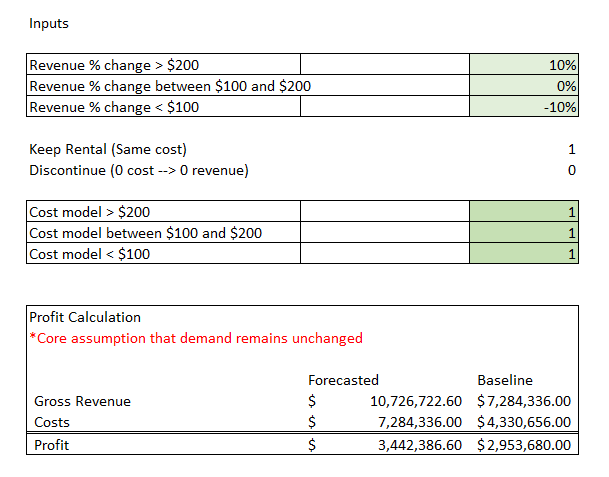 Inputs
Revenue % change > $200 10%
Revenue % change between $100 and $200 0%
Revenue % change < $100 -10%
Keep Rental (Same cost) 1
Discontinue (0 cost --> 0 revenue) 0
Cost model > $200 1
Cost model between $100 and $200 1
Cost model < $100 1
Profit Calculation
*Core assumption that demand remains unchanged
Forecasted Baseline
Gross Revenue $ 10,726,722.60 $7,284,336.00
Costs $ 7,284,336.00 $4,330,656.00
Profit $ 3,442,386.60 $2,953,680.00